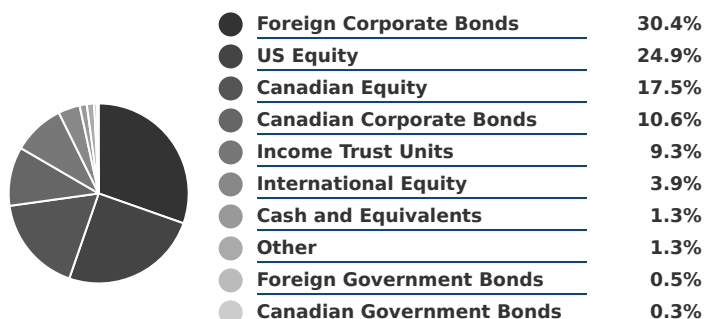 Foreign Corporate Bonds 30.4%
US Equity 24.9%
Canadian Equity 17.5%
Canadian Corporate Bonds 10.6%
Income Trust Units 9.3%
International Equity 3.9%
Cash and Equivalents 1.3%
Other 1.3%
Foreign Government Bonds 0.5%
Canadian Government Bonds 0.3%